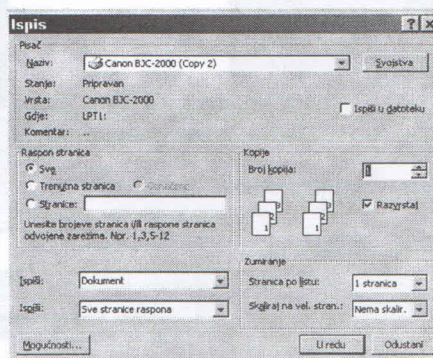 Ispis
Pisač
Naziv: Canon BJC-2000 (Copy 2) Svojstva
Stanje: Pripravan
Vrsta: Canon BJC-2000
Gdje: LPT1: Ispiši u datoteku
Komentar: ..
Raspon stranica
Sve
Trenutna stranica Označeno
Stranice:
Unesite brojeve stranica i/ili raspone stranica
odvojene zarezima. Npr. 1,3,5-12
Kopije
Broj kopija: 1
Razvrstaj
Ispiši: Dokument
Ispiši: Sve stranice raspona
Zumiranje
Stranica po listu: 1 stranica
Skaliraj na vel. stran.: Nema skalir.
Mogućnosti... U redu Odustani